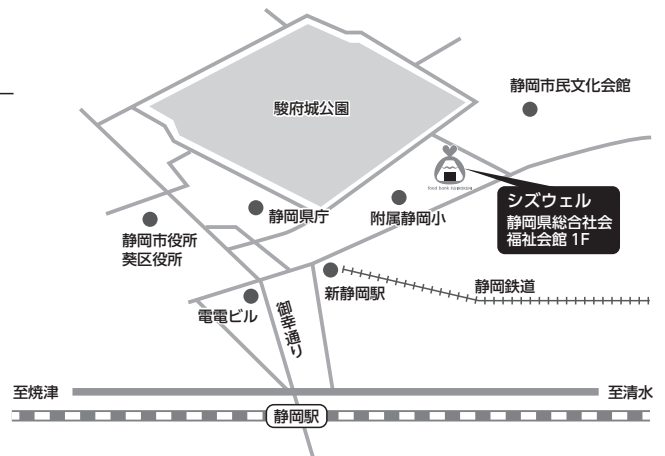 静岡市民文化会館
駿府城公園
シズウェル
静岡県総合社会
福祉会館 1F
静岡県庁
附属静岡小
静岡市役所
葵区役所
新静岡駅
静岡鉄道
電電ビル
御幸通り
至焼津
至清水
静岡駅